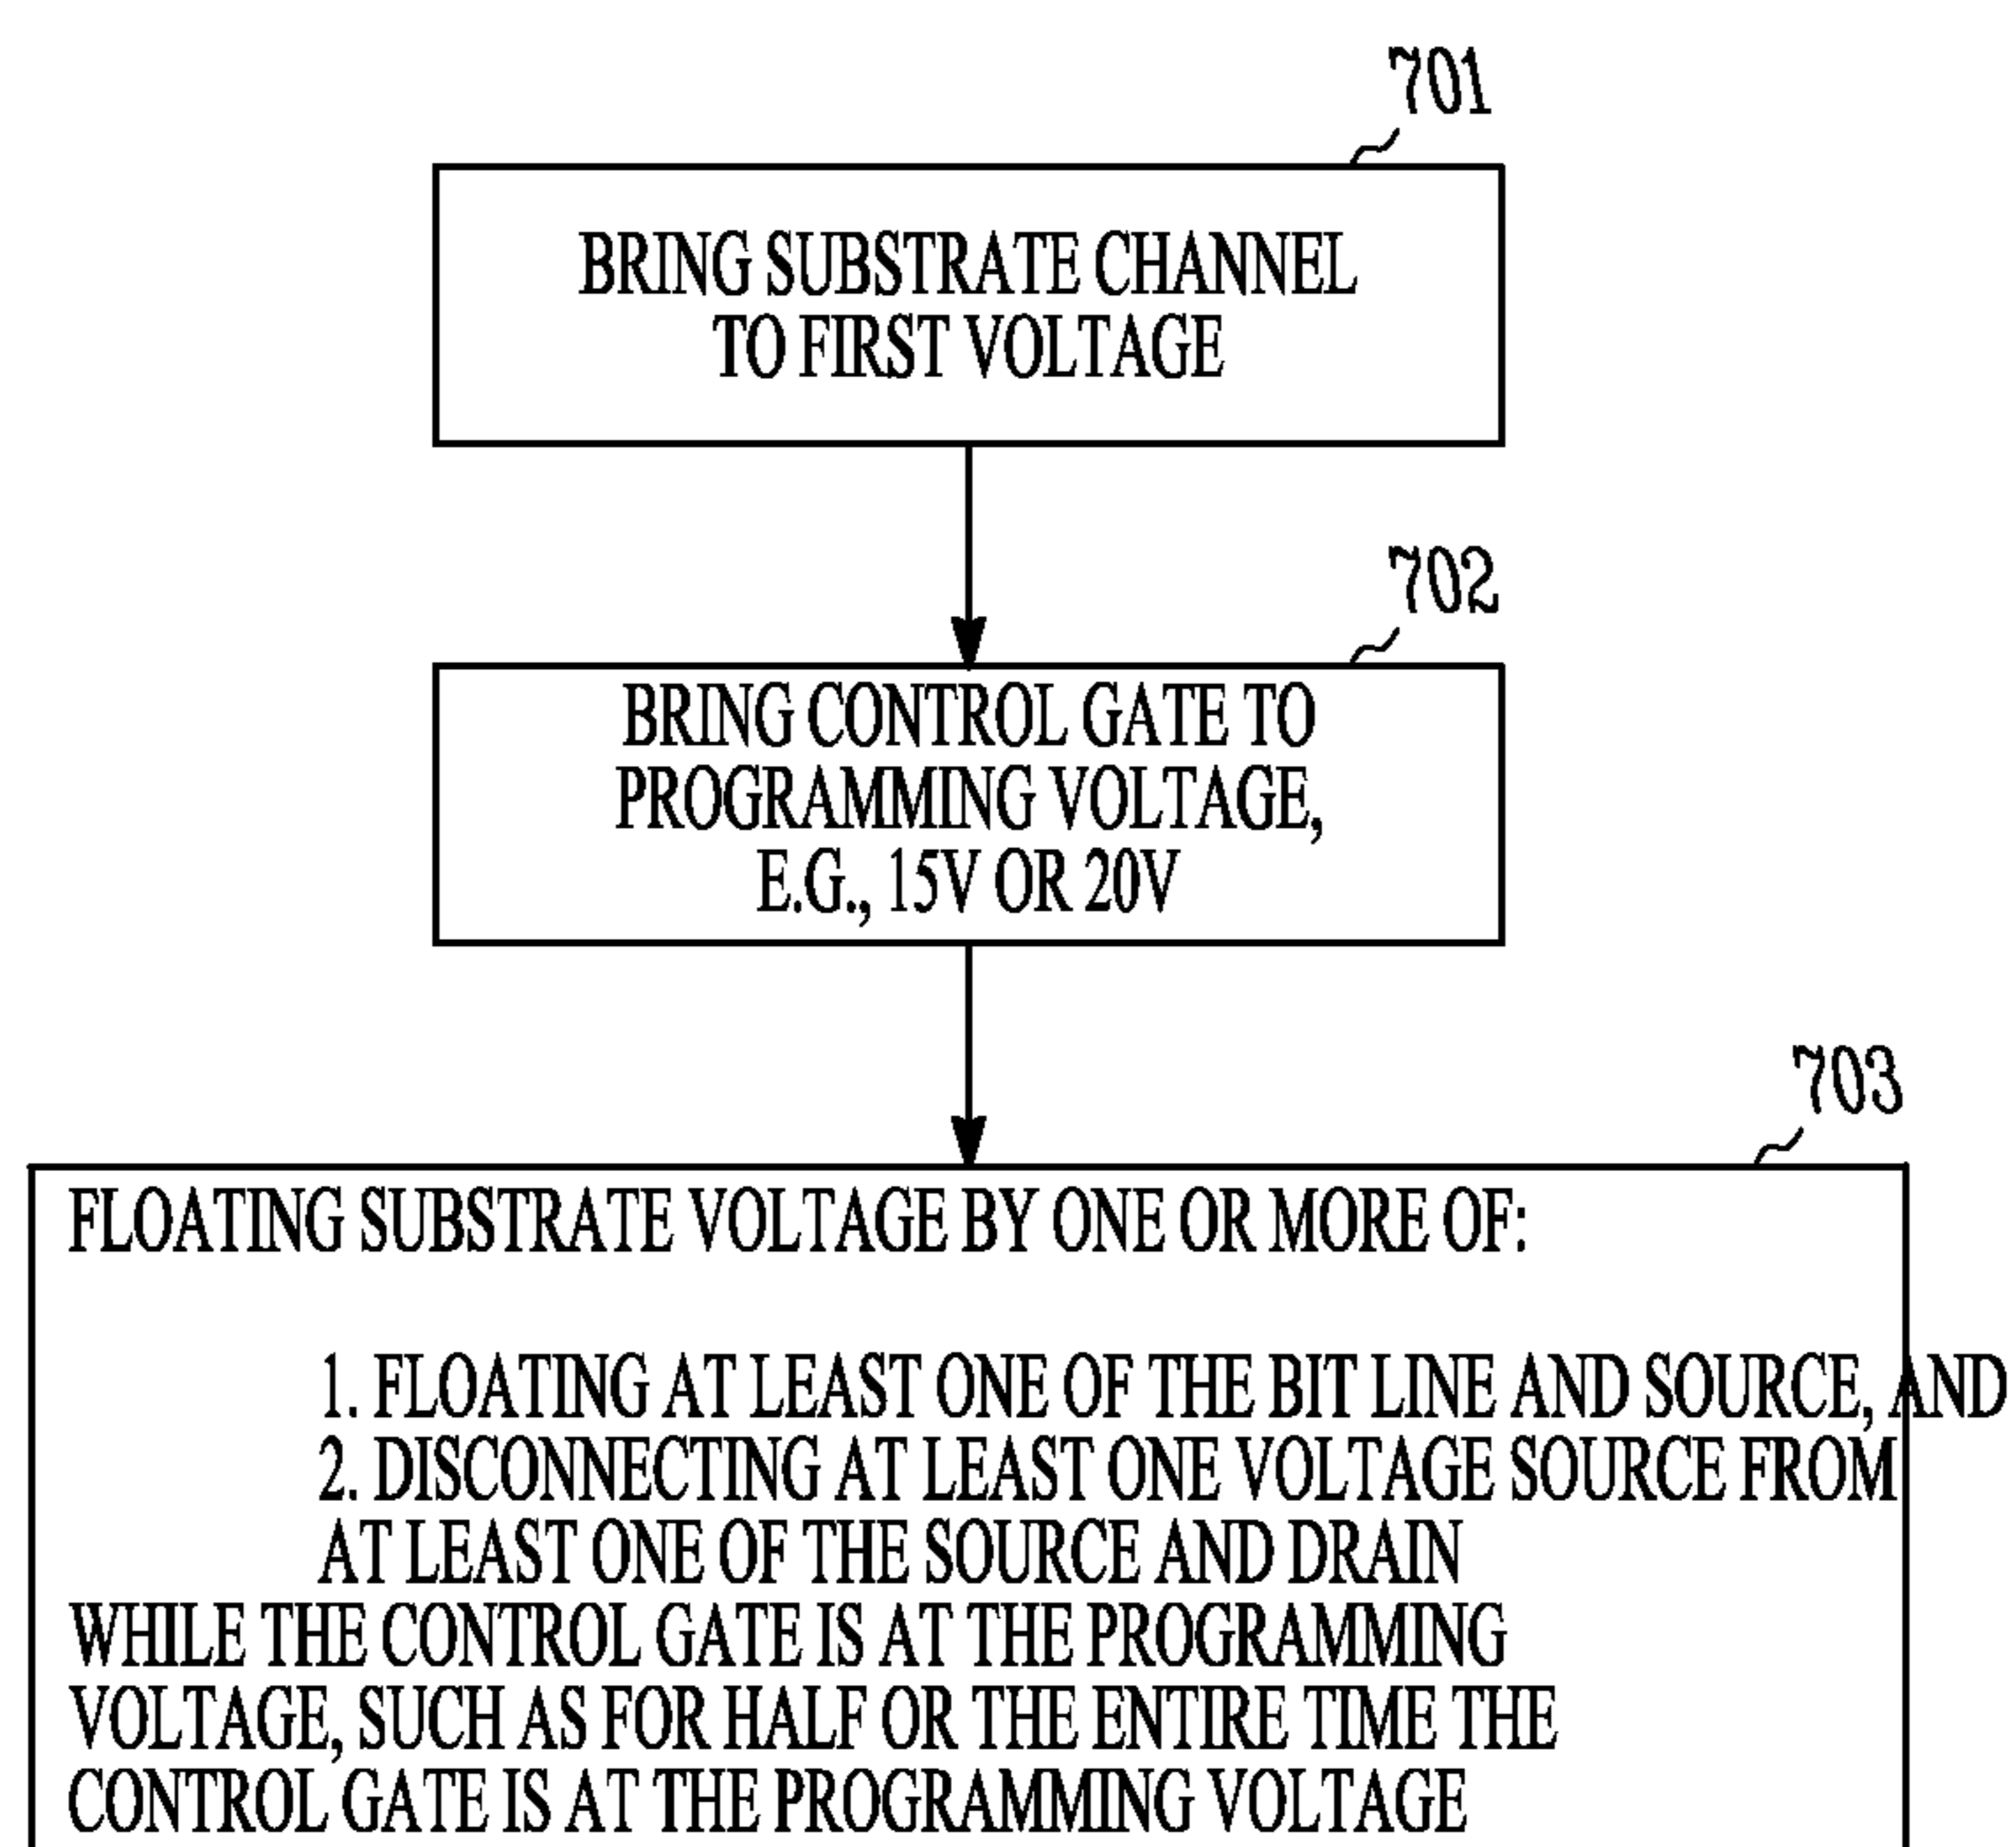 701
BRING SUBSTRATE CHANNEL
TO FIRST VOLTAGE
702
BRING CONTROL GATE TO
PROGRAMMING VOLTAGE,
E.G., 15V OR 20V
703
FLOATING SUBSTRATE VOLTAGE BY ONE OR MORE OF:
1. FLOATING AT LEAST ONE OF THE BIT LINE AND SOURCE, AND
2. DISCONNECTING AT LEAST ONE VOLTAGE SOURCE FROM
AT LEAST ONE OF THE SOURCE AND DRAIN
WHILE THE CONTROL GATE IS AT THE PROGRAMMING
VOLTAGE, SUCH AS FOR HALF OR THE ENTIRE TIME THE
CONTROL GATE IS AT THE PROGRAMMING VOLTAGE